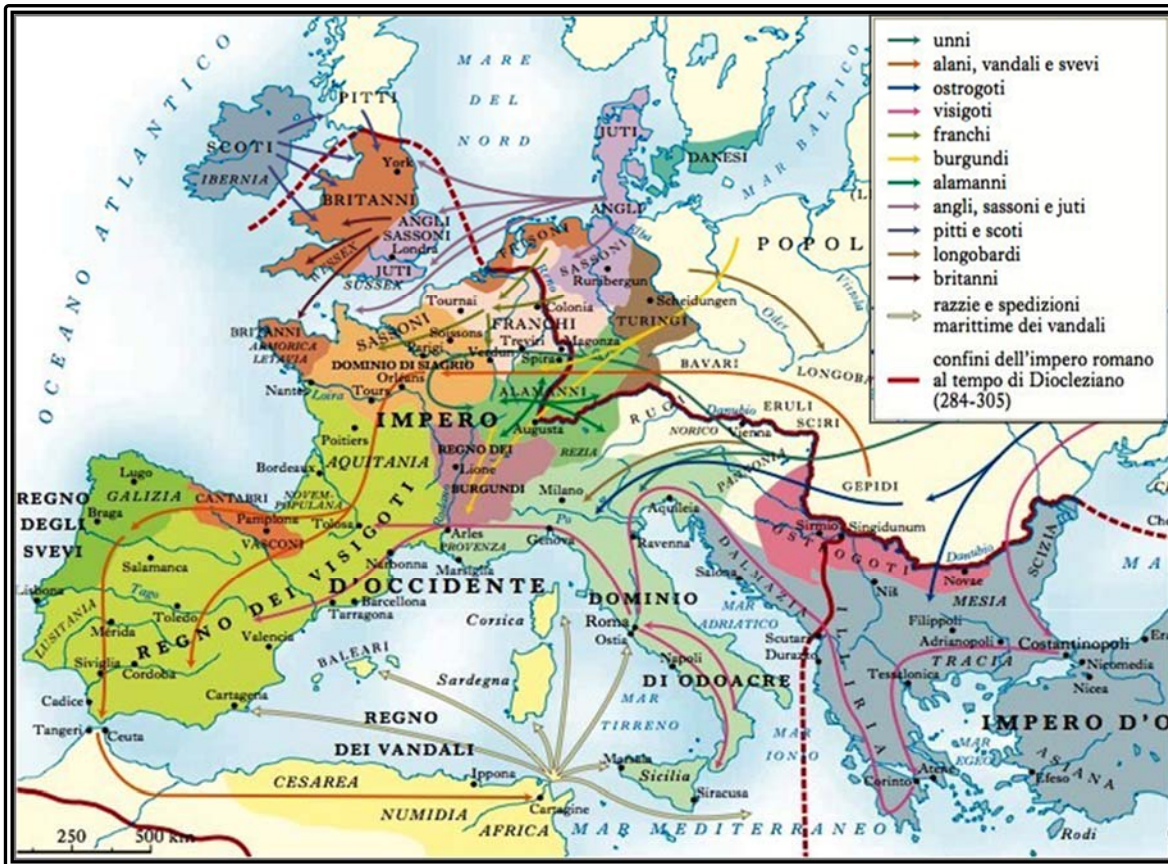 unni
alani, vandali e svevi
ostrogoti
visigoti
franchi
burgundi
alamanni
angli, sassoni e juti
pitti e scoti
longobardi
britanni
razzie e spedizioni
marittime dei vandali
confini dell'impero romano
al tempo di Diocleziano
(284-305)
OCEANO ATLANTICO
MARE
DEL
NORD
MAR BALTICO
PITTI
SCOTI
IBERNIA
York
BRITANNI
ANGLI
SASSONI
Londra
WESSEX
JUTI
SUSSEX
JUTI
DANESI
ANGLI
FRISONI
SASSONI
Elba
Rumbergun
POPOL
Vistola
Oder
Scheidungen
TURINGI
Reno
Colonia
Tournai
FRANCHI
SASSONI
Soissons
Treviri
Magonza
Parigi
Verdun
Spira
BRITANNI
ARMORICA
LETAVIA
DOMINIO DI SIAGRIO
Orléans
Nantes
Loira
Tours
ALAMANNI
BAVARI
LONGOBA
RUGI
Danubio
ERULI
SCIRI
NORICO
Vienna
IMPERO
Augusta
REZIA
Poitiers
REGNO DEI
Lione
BURGUNDI
Rodano
AQUITANIA
Bordeaux
NOVEM-
POPULANA
Milano
PANNONIA
GEPIDI
Aquileia
Lugo
GALIZIA
CANTABRI
REGNO
DEGLI
SVEVI
Braga
Pamplona
VASCONI
Tolosa
Arles
PROVENZA
Genova
Po
Ravenna
Sirmio
Singidunum
OSTROGOTI
Danubio
SCIZIA
Salamanca
Narbonna
Marsiglia
D'OCCIDENTE
Salona
DALMAZIA
Niš
Novae
MESIA
Lisbona
Tago
LUSITANIA
Toledo
REGNO DEI VISIGOTI
Barcellona
Tarragona
Corsica
DOMINIO
Roma
Ostia
MAR
ADRIATICO
Scutari
Durazzo
Filippoli
Adrianopoli
Costantinopoli
Mérida
Valencia
BALEARI
Sardegna
Napoli
DI ODOACRE
ILLIRIA
TRACIA
Tessalonica
Nicomedia
Nicea
Siviglia
Cordoba
Cartagena
Cadice
MAR
TIRRENO
MAR
IONIO
REGNO
DEI VANDALI
IMPERO D'O
MAR
EGEO
ASIANA
Tangeri
Ceuta
Ippona
Marsala
Sicilia
Siracusa
Corinto
Atene
Efeso
CESAREA
NUMIDIA
Cartagine
AFRICA
MAR MEDITERRANEO
Rodi
250
500 km